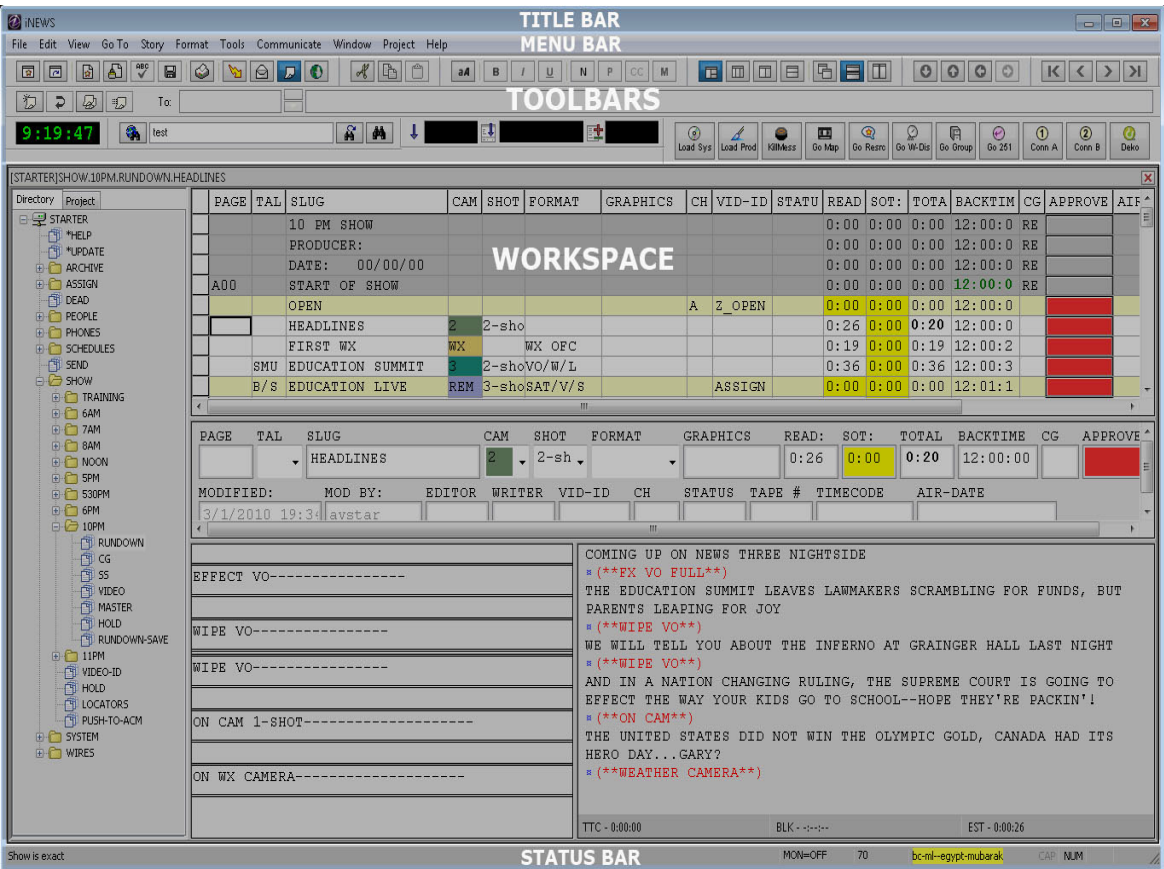 iNEWS TITLE BAR
File Edit View Go To Story Format Tools Communicate Window Project Help MENU BAR
ABC aA B I U N P CC M
To: TOOLBARS
9:19:47 test Load Sys Load Prod KillMess Go Map Go Resrc Go W-Dis Go Group Go 261 1 Conn A 2 Conn B Deko
[STARTER]SHOW.10PM.RUNDOWN.HEADLINES
Directory Project
STARTER
*HELP
*UPDATE
ARCHIVE
ASSIGN
DEAD
PEOPLE
PHONES
SCHEDULES
SEND
SHOW
TRAINING
6AM
7AM
8AM
NOON
5PM
530PM
6PM
10PM
RUNDOWN
CG
SS
VIDEO
MASTER
HOLD
RUNDOWN-SAVE
11PM
VIDEO-ID
HOLD
LOCATORS
PUSH-TO-ACM
SYSTEM
WIRES
PAGE TAL SLUG CAM SHOT FORMAT GRAPHICS CH VID-ID STATU READ SOT: TOTA BACKTIM CG APPROVE AIR
10 PM SHOW 0:00 0:00 0:00 12:00:0 RE
PRODUCER: 0:00 0:00 0:00 12:00:0 RE
WORKSPACE
DATE: 00/00/00 0:00 0:00 0:00 12:00:0 RE
A00 START OF SHOW 0:00 0:00 0:00 12:00:0 RE
OPEN A Z_OPEN 0:00 0:00 0:00 12:00:0
HEADLINES 2 2-sho 0:26 0:00 0:20 12:00:0
FIRST WX WX WX OFC 0:19 0:00 0:19 12:00:2
SMU EDUCATION SUMMIT 3 2-sho VO/W/L 0:36 0:00 0:36 12:00:3
B/S EDUCATION LIVE REM 3-sho SAT/V/S ASSIGN 0:00 0:00 0:00 12:01:1
PAGE TAL SLUG CAM SHOT FORMAT GRAPHICS READ: SOT: TOTAL BACKTIME CG APPROVE
HEADLINES 2 2-sh 0:26 0:00 0:20 12:00:00
MODIFIED: MOD BY: EDITOR WRITER VID-ID CH STATUS TAPE # TIMECODE AIR-DATE
3/1/2010 19:34 avstar
EFFECT VO----------------
WIPE VO----------------
WIPE VO----------------
ON CAM 1-SHOT--------------------
ON WX CAMERA--------------------
COMING UP ON NEWS THREE NIGHTSIDE
(**FX VO FULL**)
THE EDUCATION SUMMIT LEAVES LAWMAKERS SCRAMBLING FOR FUNDS, BUT
PARENTS LEAPING FOR JOY
(**WIPE VO**)
WE WILL TELL YOU ABOUT THE INFERNO AT GRAINGER HALL LAST NIGHT
(**WIPE VO**)
AND IN A NATION CHANGING RULING, THE SUPREME COURT IS GOING TO
EFFECT THE WAY YOUR KIDS GO TO SCHOOL--HOPE THEY'RE PACKIN'!
(**ON CAM**)
THE UNITED STATES DID NOT WIN THE OLYMPIC GOLD, CANADA HAD ITS
HERO DAY...GARY?
(**WEATHER CAMERA**)
TTC - 0:00:00 BLK - -:--:-- EST - 0:00:26
Show is exact STATUS BAR MON=OFF 70 bc-ml--egypt-mubarak CAP NUM